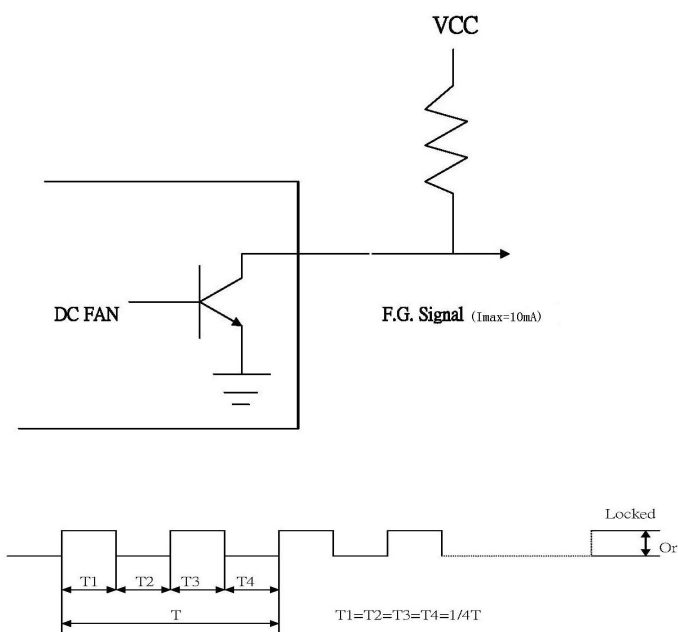 VCC
DC FAN
F.G. Signal (Imax=10mA)
Locked
Or
T1 T2 T3 T4
T
T1=T2=T3=T4=1/4T